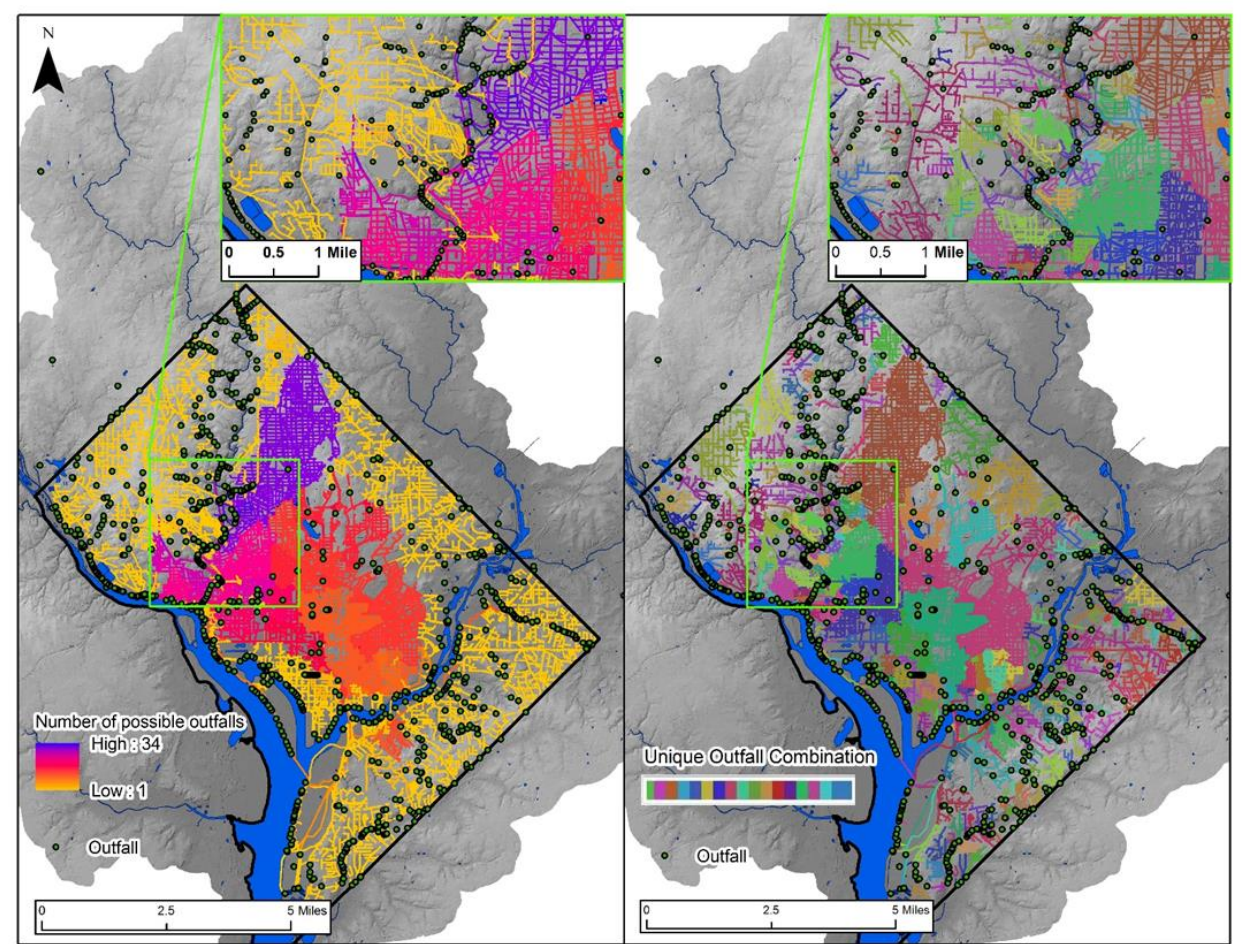 N
0 0.5 1 Mile
0 0.5 1 Mile
Number of possible outfalls
High : 34
Low : 1
Outfall
0 2.5 5 Miles
Unique Outfall Combination
Outfall
0 2.5 5 Miles